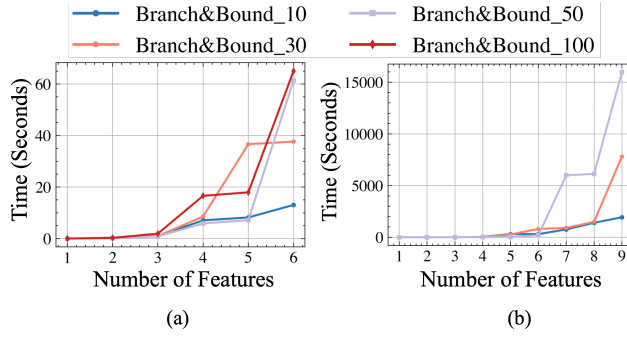 Branch&Bound_10 Branch&Bound_50
Branch&Bound_30 Branch&Bound_100
Time (Seconds)
60
40
20
0
1 2 3 4 5 6
Number of Features
(a)
Time (Seconds)
15000
10000
5000
0
1 2 3 4 5 6 7 8 9
Number of Features
(b)